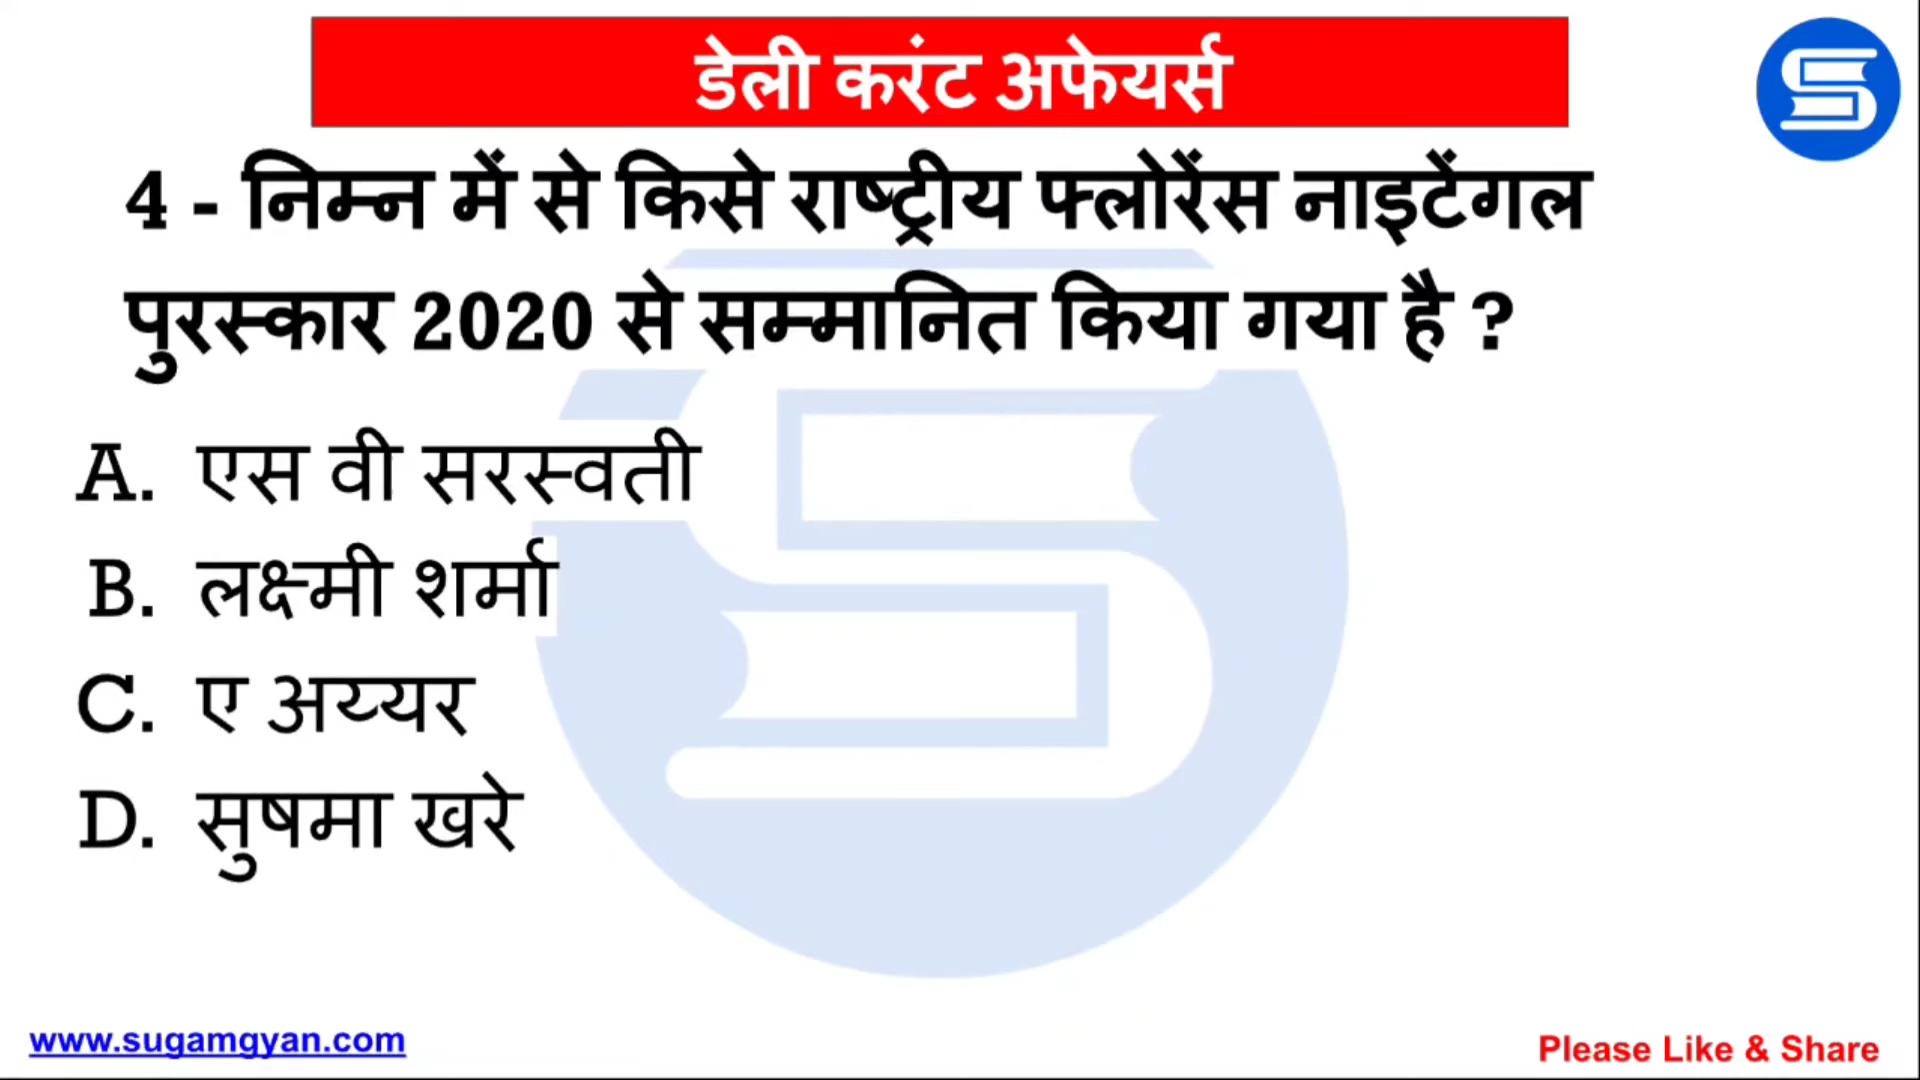 डेली करंट अफेयर्स
4 - निम्न में से किसे राष्ट्रीय फ्लोरेंस नाइटेंगल
पुरस्कार 2020 से सम्मानित किया गया है ?
A. एस वी सरस्वती
B. लक्ष्मी शर्मा
C. ए अय्यर
D. सुषमा खरे
www.sugamgyan.com
Please Like & Share